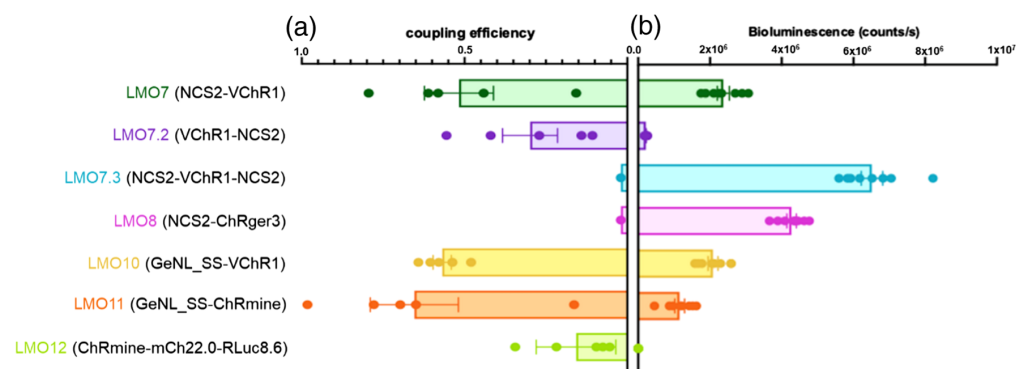 (a) (b)
coupling efficiency Bioluminescence (counts/s)
1.0 0.5 0.0 2x10⁶ 4x10⁶ 6x10⁶ 8x10⁶ 1x10⁷
LMO7 (NCS2-VChR1)
LMO7.2 (VChR1-NCS2)
LMO7.3 (NCS2-VChR1-NCS2)
LMO8 (NCS2-ChRger3)
LMO10 (GeNL_SS-VChR1)
LMO11 (GeNL_SS-ChRmine)
LMO12 (ChRmine-mCh22.0-RLuc8.6)